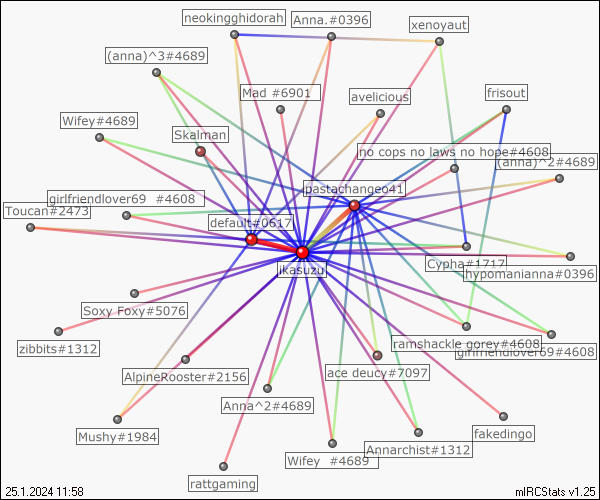 neokingghidorah
Anna.#0396
xenoyaut
(anna)^3#4689
Mad #6901
avelicious
frisout
Wifey#4689
Skalman
no cops no laws no hope#4608
(anna)^2#4689
pastachangeo41
girlfriendlover69 #4608
Toucan#2473
default#0617
ikasuzu
Cypha#1717
hypomanianna#0396
Soxy Foxy#5076
zibbits#1312
ramshackle gorey#4608
girlfriendlover69#4608
AlpineRooster#2156
ace deucy#7097
Anna^2#4689
Mushy#1984
fakedingo
Annarchist#1312
Wifey #4689
rattgaming
25.1.2024 11:58
mIRCStats v1.25